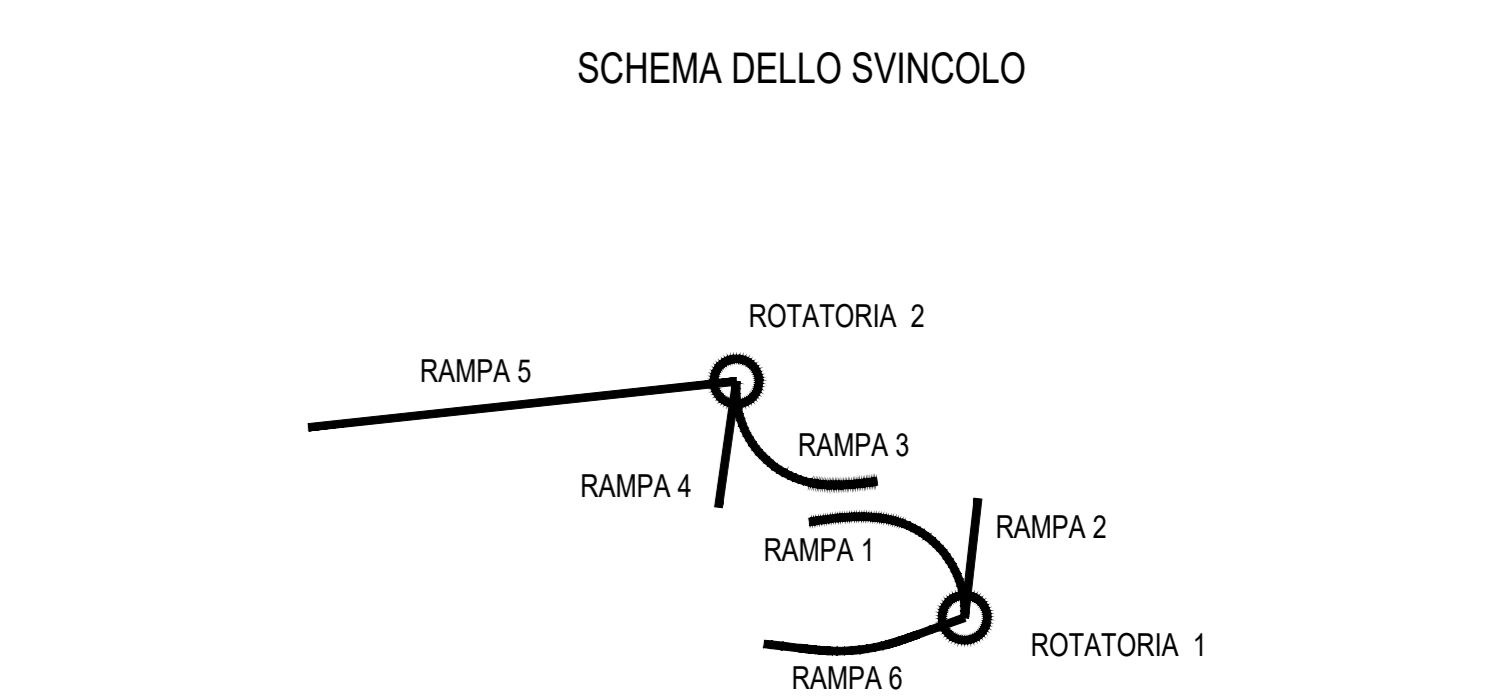 SCHEMA DELLO SVINCOLO
ROTATORIA 2
RAMPA 5
RAMPA 3
RAMPA 4
RAMPA 2
RAMPA 1
ROTATORIA 1
RAMPA 6